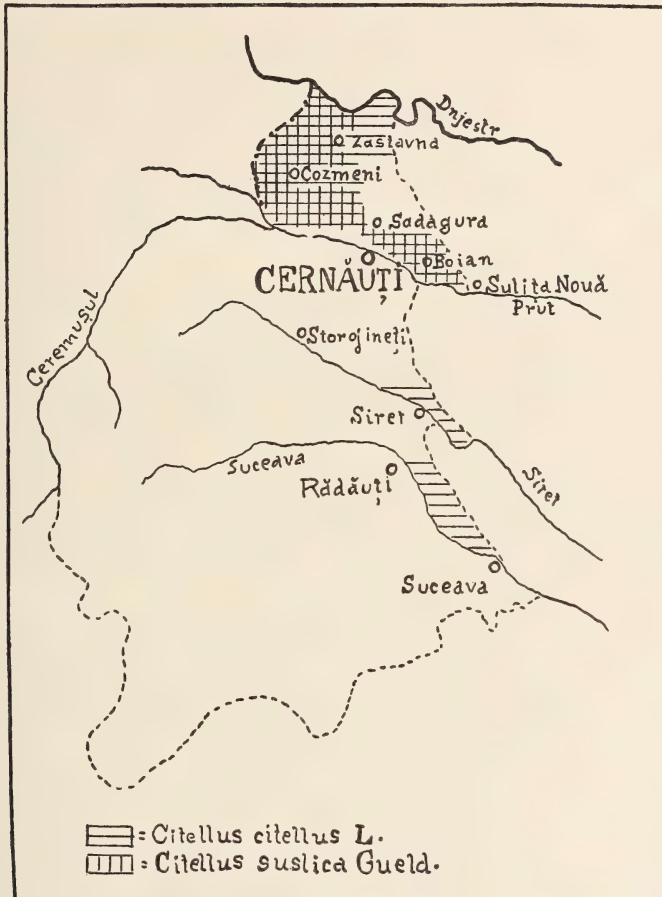 Dnjestr
Zastavna
Cozmeni
Sadagura
Boian
CERNĂUȚI
Sulița Nouă
Prut
Ceremușul
Storojineți
Siret
Suceava
Siret
Rădăuți
Suceava
= Citellus citellus L.
= Citellus suslica Gueld.